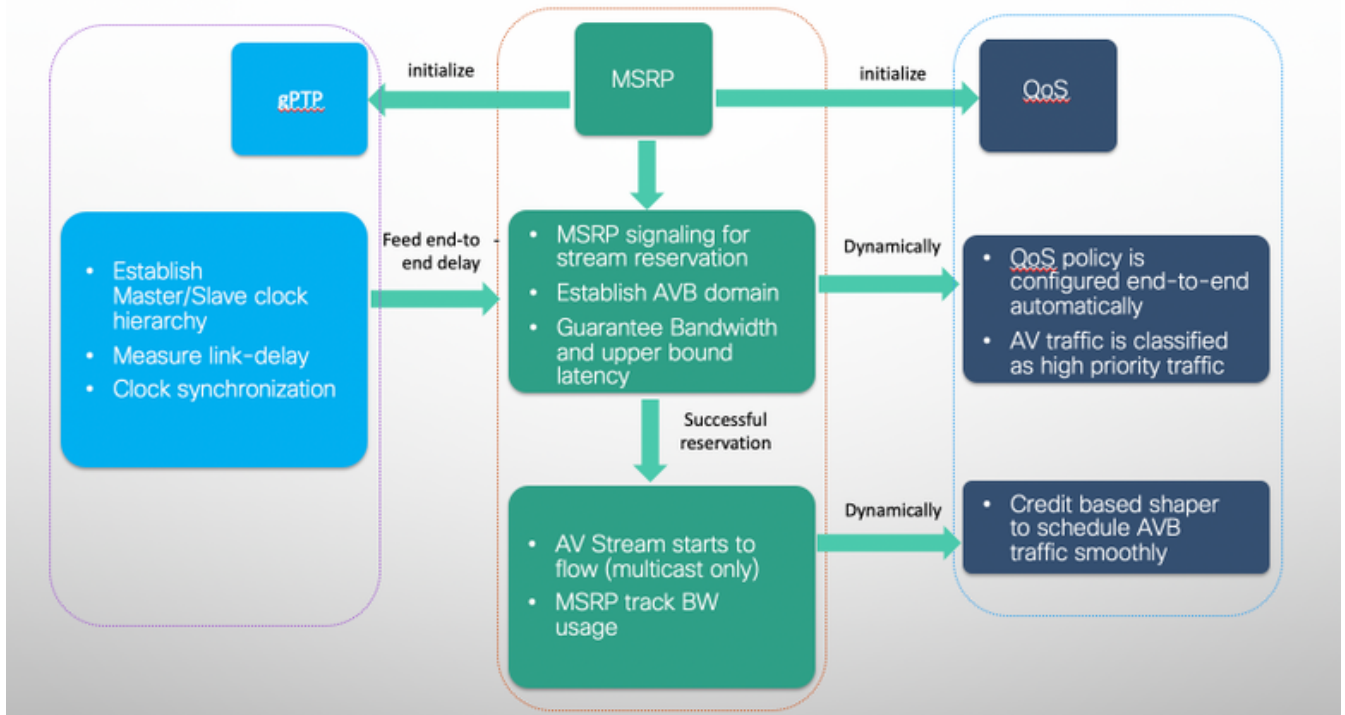 gPTP
initialize
MSRP
initialize
QoS
• Establish
Master/Slave clock
hierarchy
• Measure link-delay
• Clock synchronization
Feed end-to -
end delay
• MSRP signaling for
stream reservation
• Establish AVB domain
• Guarantee Bandwidth
and upper bound
latency
Dynamically
• QoS policy is
configured end-to-end
automatically
• AV traffic is classified
as high priority traffic
Successful
reservation
• AV Stream starts to
flow (multicast only)
• MSRP track BW
usage
Dynamically
• Credit based shaper
to schedule AVB
traffic smoothly